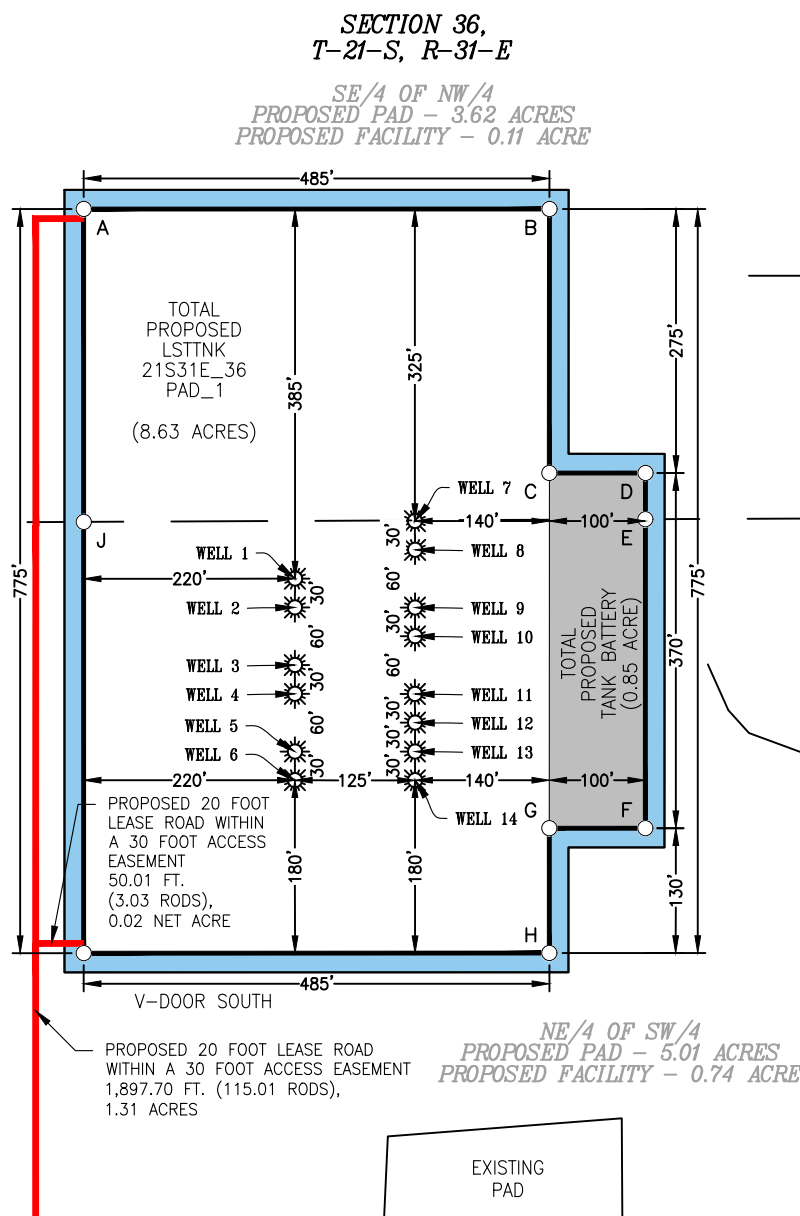 SECTION 36,
T-21-S, R-31-E
SE/4 OF NW/4
PROPOSED PAD - 3.62 ACRES
PROPOSED FACILITY - 0.11 ACRE
485'
A
B
TOTAL
PROPOSED
LSTTNK
21S31E_36
PAD_1
(8.63 ACRES)
385'
325'
275'
775'
775'
C
D
E
J
WELL 7
30'
140'
100'
WELL 8
WELL 1
220'
30'
60'
WELL 2
WELL 9
30'
60'
WELL 10
WELL 3
30'
60'
WELL 4
WELL 11
30'
60'
WELL 12
WELL 5
30'
WELL 13
WELL 6
30'
30'
220'
125'
140'
100'
WELL 14
TOTAL
PROPOSED
TANK BATTERY
(0.85 ACRE)
370'
G
F
PROPOSED 20 FOOT
LEASE ROAD WITHIN
A 30 FOOT ACCESS
EASEMENT
50.01 FT.
(3.03 RODS),
0.02 NET ACRE
180'
180'
130'
H
485'
V-DOOR SOUTH
NE/4 OF SW/4
PROPOSED PAD - 5.01 ACRES
PROPOSED FACILITY - 0.74 ACRE
PROPOSED 20 FOOT LEASE ROAD
WITHIN A 30 FOOT ACCESS EASEMENT
1,897.70 FT. (115.01 RODS),
1.31 ACRES
EXISTING
PAD